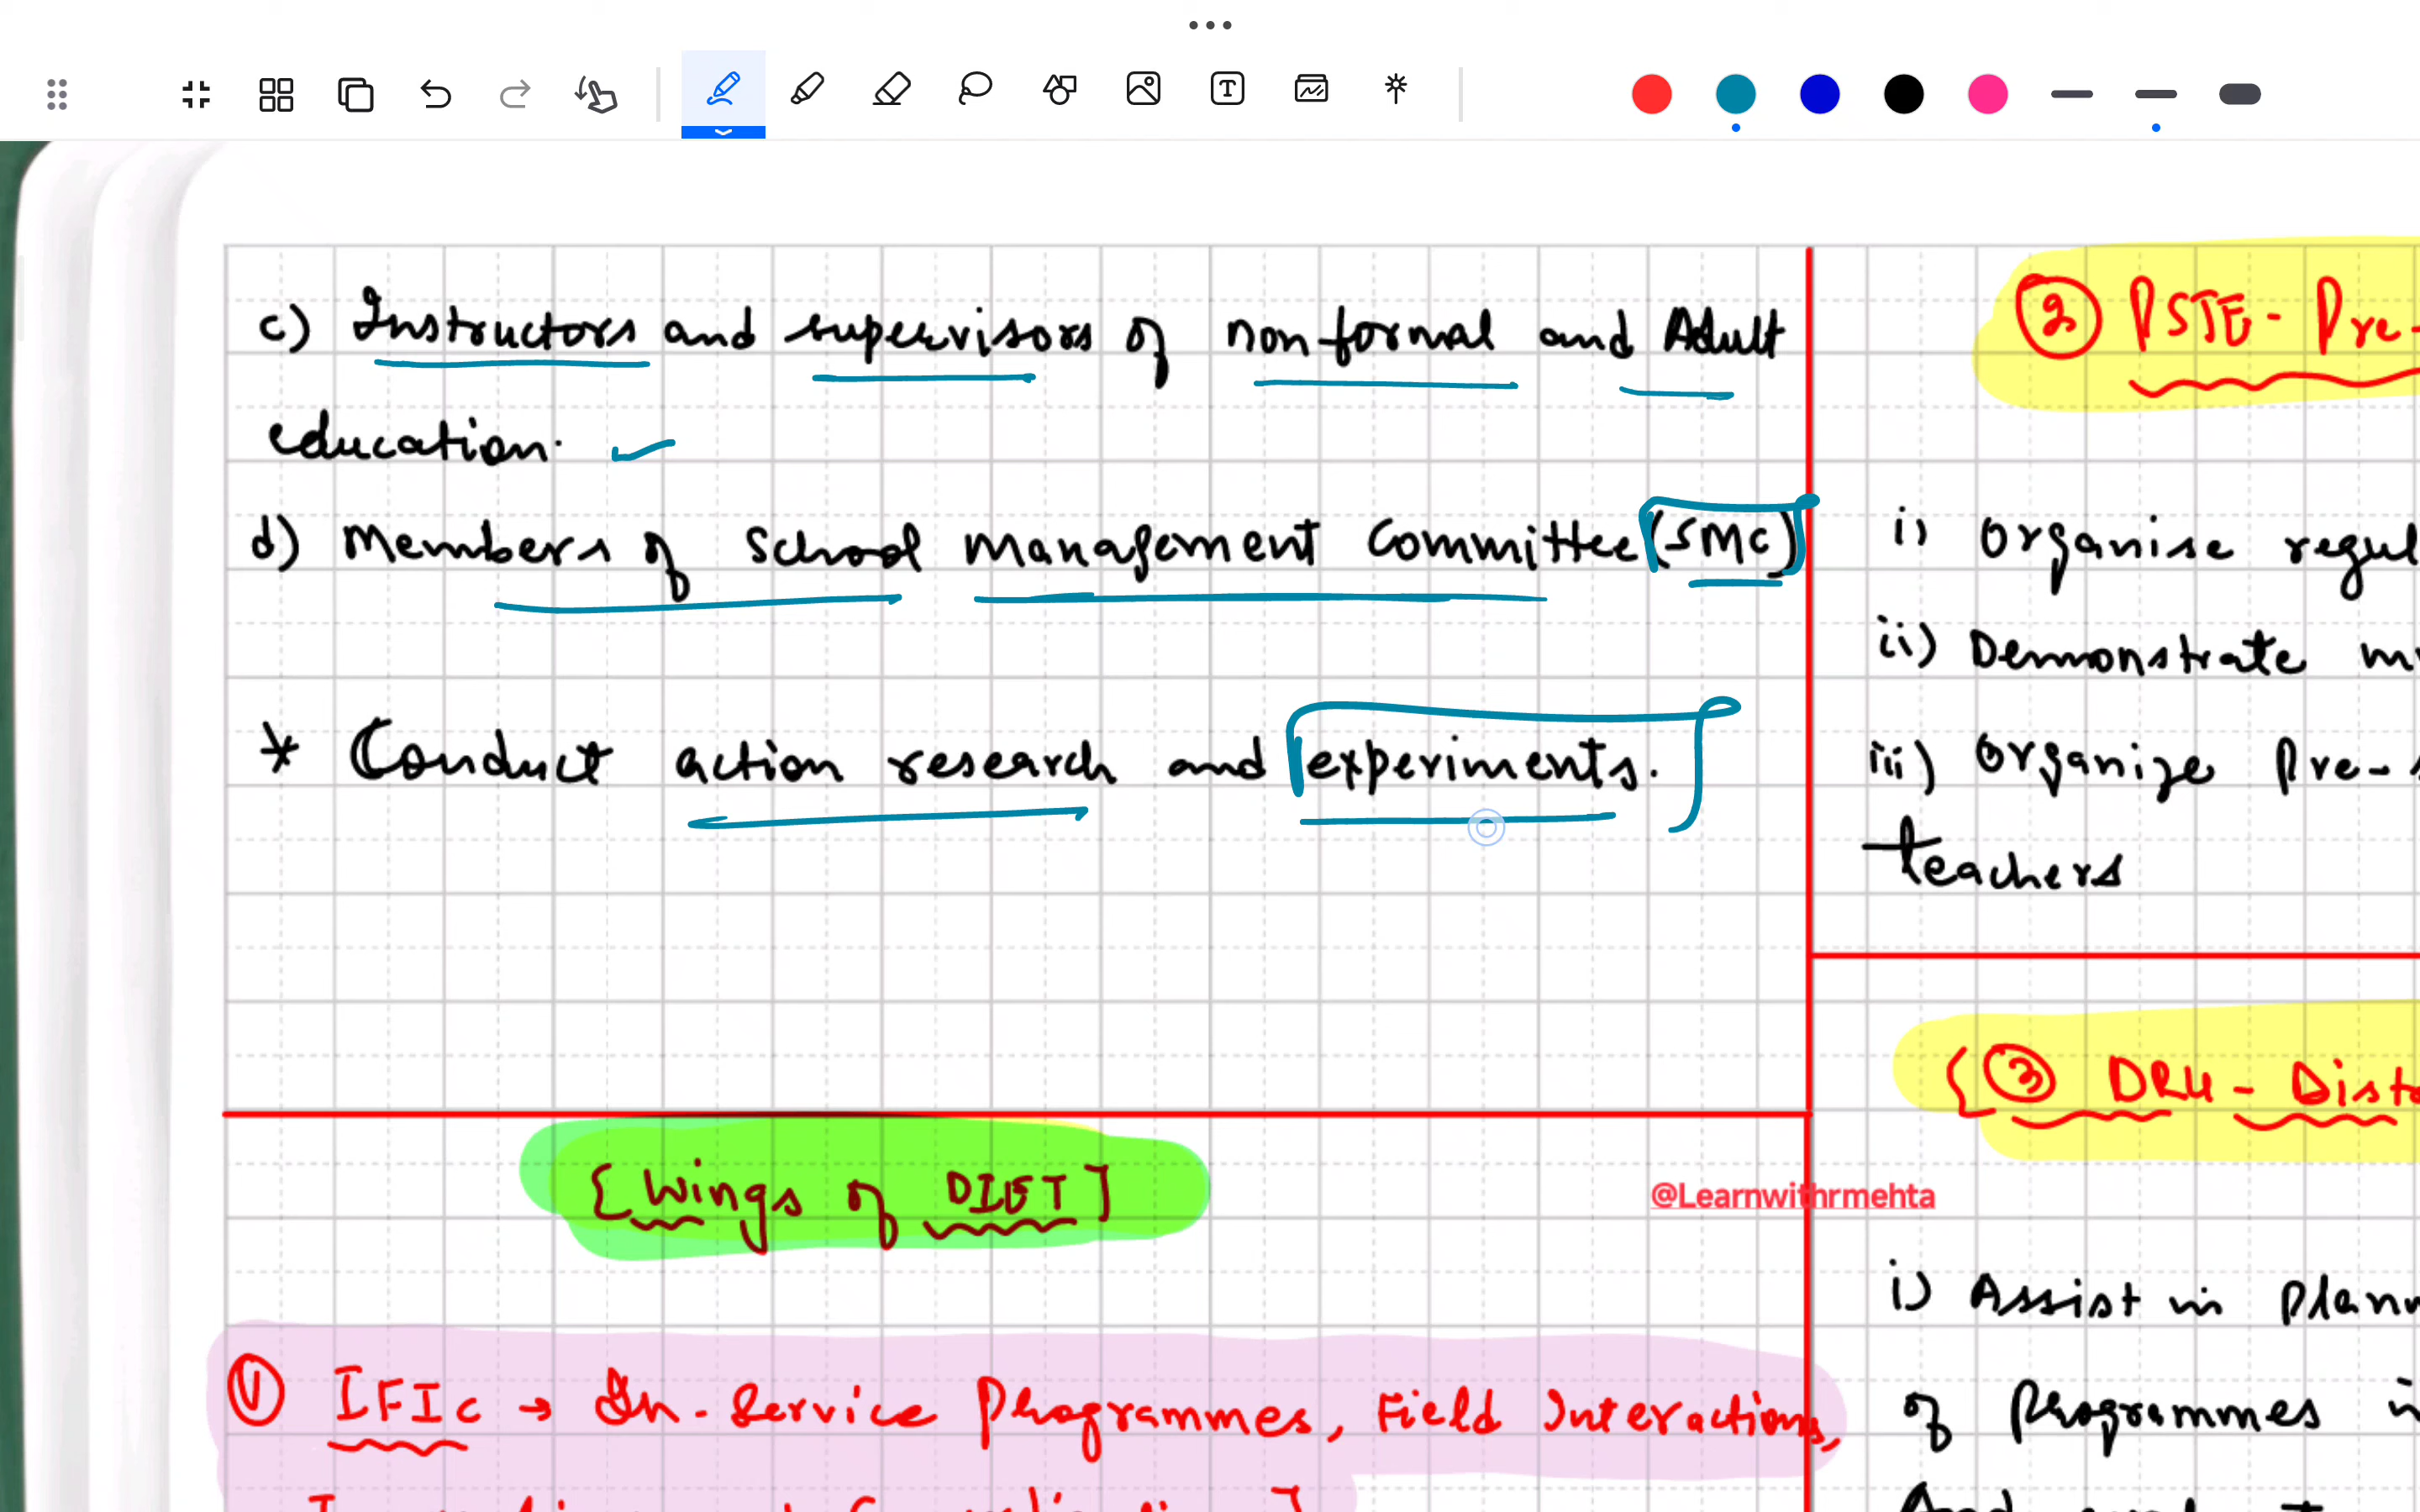 c) Instructors and supervisors of non formal and Adult
education.
d) Members of School Management Committee (SMC)
* Conduct action research and experiments.
[Wings of DIET]
① IFIC → In-Service Programmes, Field Interactions,
② PSTE - Pre-
i) Organise regul
ii) Demonstrate
iii) Organize Pre-
teachers
③ DRU - Dist
@Learnwithrmehta
i) Assist in plan
of Programmes